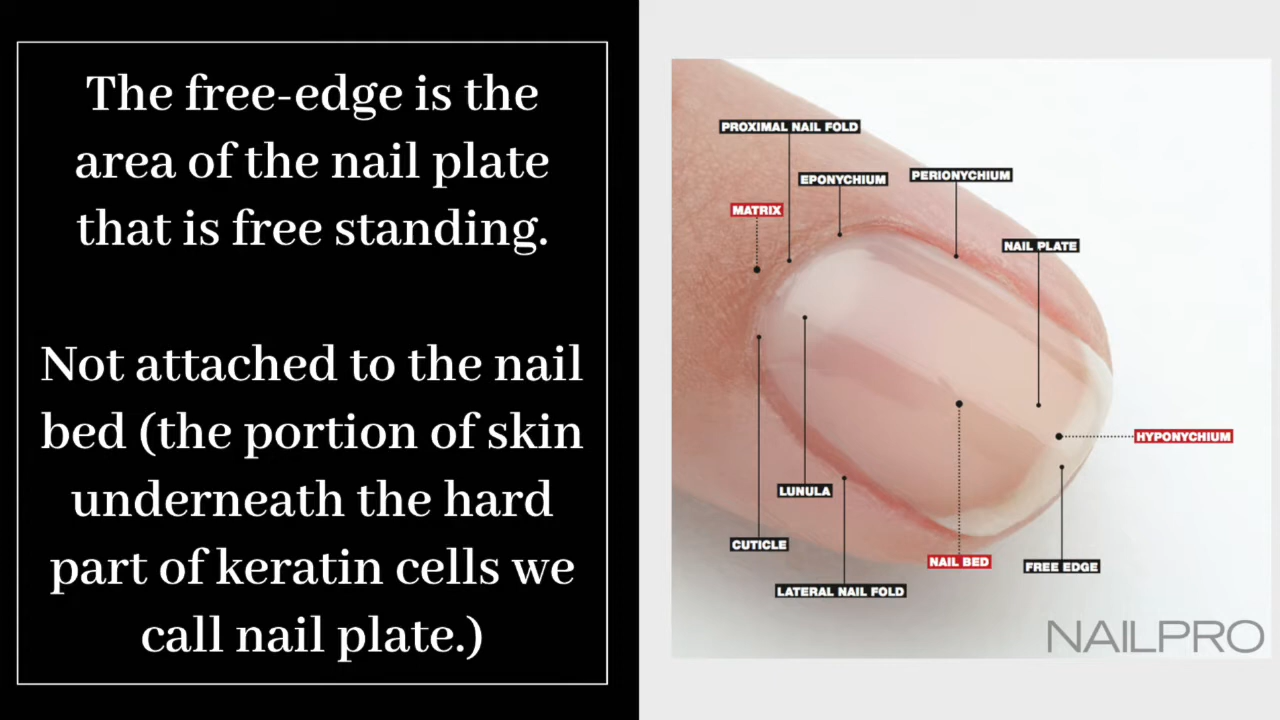 The free-edge is the
area of the nail plate
that is free standing.
Not attached to the nail
bed (the portion of skin
underneath the hard
part of keratin cells we
call nail plate.)
PROXIMAL NAIL FOLD
EPONYCHIUM
PERIONYCHIUM
MATRIX
NAIL PLATE
HYPONYCHIUM
LUNULA
CUTICLE
NAIL BED
FREE EDGE
LATERAL NAIL FOLD
NAILPRO